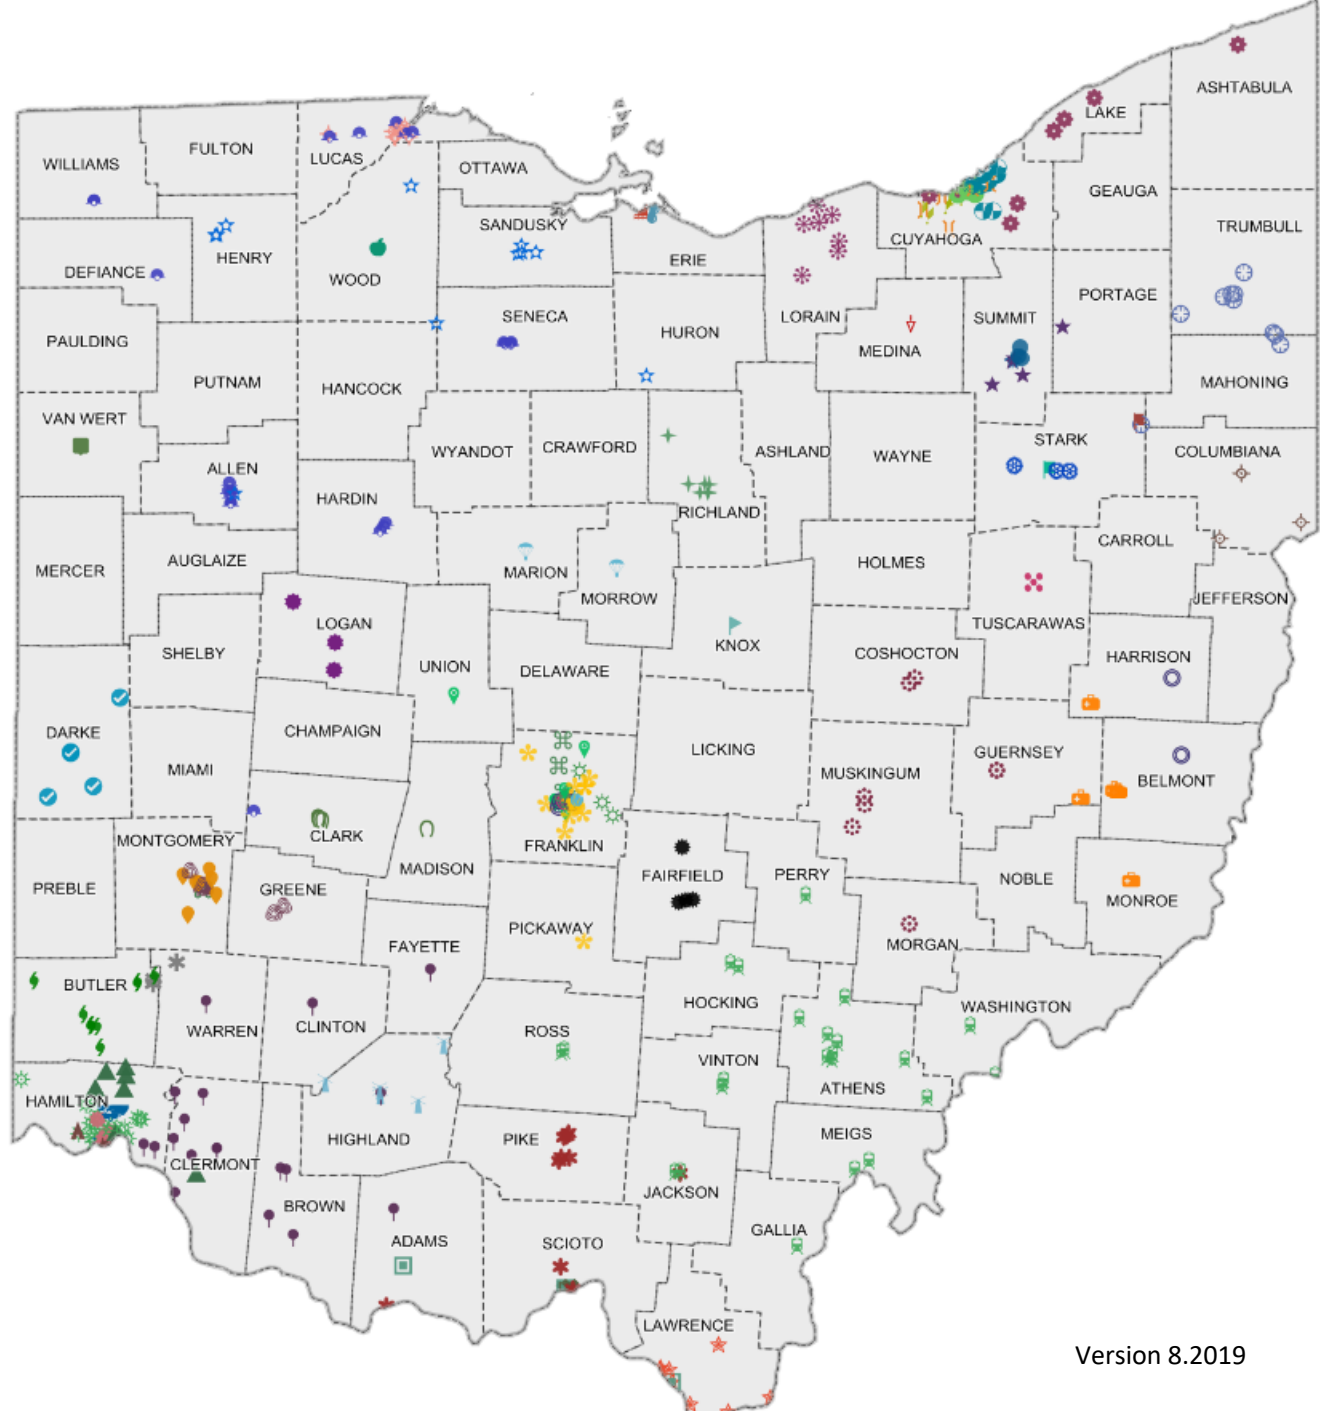 ASHTABULA
LAKE
FULTON
LUCAS
WILLIAMS
OTTAWA
GEAUGA
SANDUSKY
TRUMBULL
CUYAHOGA
HENRY
ERIE
DEFIANCE
WOOD
PORTAGE
SENECA
LORAIN
SUMMIT
HURON
PAULDING
MEDINA
PUTNAM
HANCOCK
MAHONING
VAN WERT
STARK
CRAWFORD
WYANDOT
ASHLAND
COLUMBIANA
WAYNE
ALLEN
HARDIN
RICHLAND
CARROLL
AUGLAIZE
HOLMES
MERCER
MARION
MORROW
JEFFERSON
LOGAN
TUSCARAWAS
KNOX
SHELBY
COSHOCTON
HARRISON
UNION
DELAWARE
CHAMPAIGN
DARKE
LICKING
GUERNSEY
MIAMI
MUSKINGUM
BELMONT
CLARK
MONTGOMERY
FRANKLIN
MADISON
FAIRFIELD
PERRY
NOBLE
PREBLE
GREENE
MONROE
PICKAWAY
FAYETTE
MORGAN
BUTLER
HOCKING
WASHINGTON
CLINTON
WARREN
ROSS
VINTON
ATHENS
HAMILTON
MEIGS
HIGHLAND
PIKE
CLERMONT
JACKSON
BROWN
GALLIA
ADAMS
SCIOTO
LAWRENCE
Version 8.2019